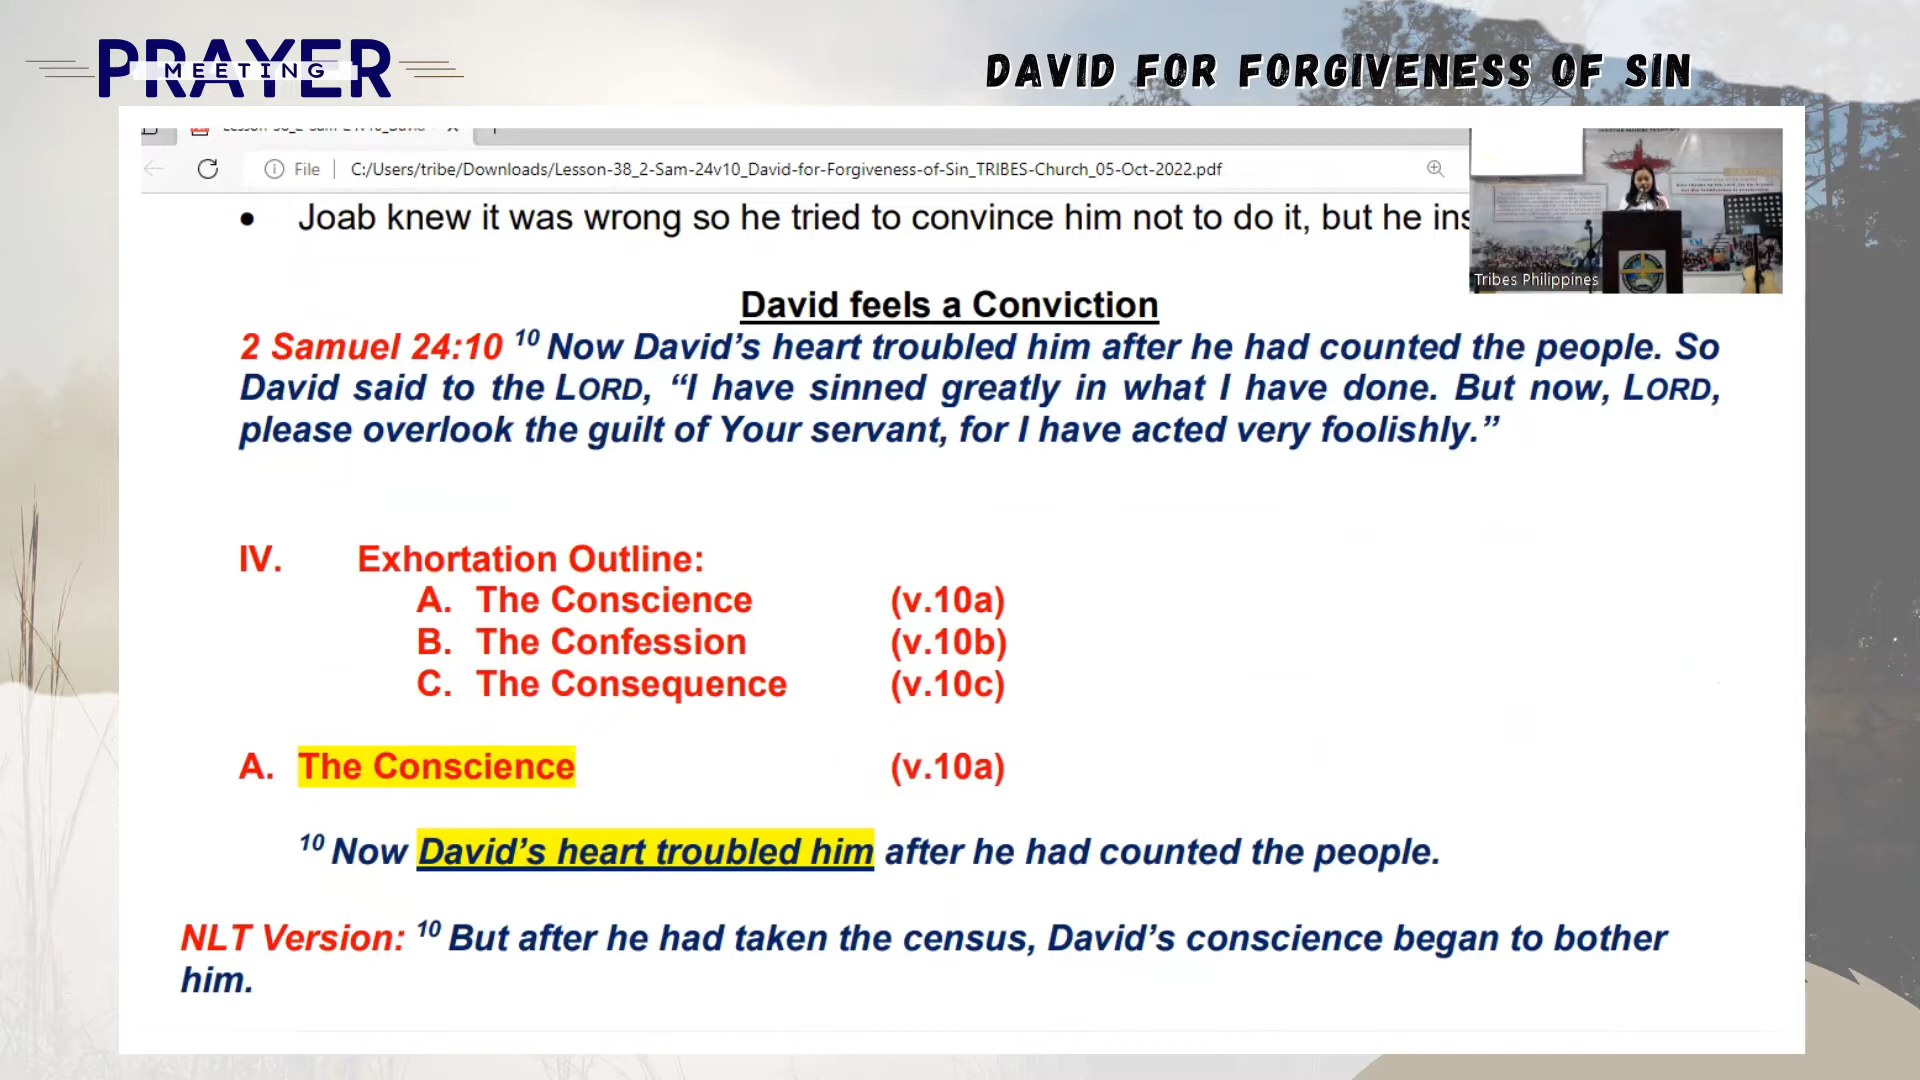 PRAYER
MEETING
DAVID FOR FORGIVENESS OF SIN
File
C:/Users/tribe/Downloads/Lesson-38_2-Sam-24v10_David-for-Forgiveness-of-Sin_TRIBES-Church_05-Oct-2022.pdf
• Joab knew it was wrong so he tried to convince him not to do it, but he ins
Tribes Philippines
David feels a Conviction
2 Samuel 24:10 10 Now David’s heart troubled him after he had counted the people. So
David said to the LORD, “I have sinned greatly in what I have done. But now, LORD,
please overlook the guilt of Your servant, for I have acted very foolishly.”
IV. Exhortation Outline:
A. The Conscience (v.10a)
B. The Confession (v.10b)
C. The Consequence (v.10c)
A. The Conscience (v.10a)
10 Now David’s heart troubled him after he had counted the people.
NLT Version: 10 But after he had taken the census, David’s conscience began to bother
him.